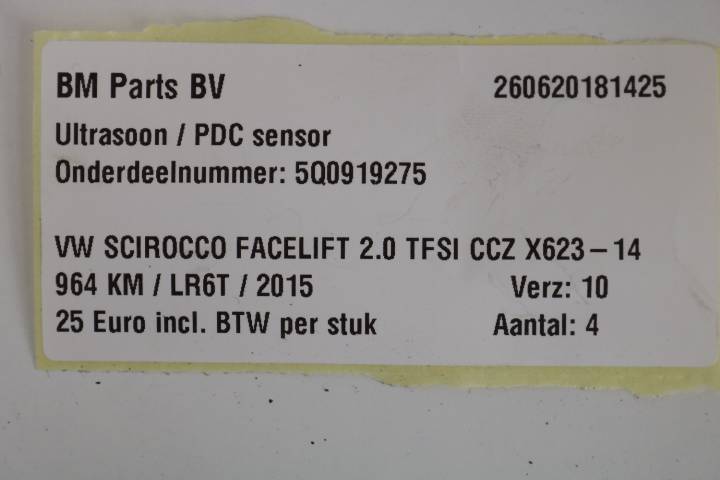 BM Parts BV 260620181425
Ultrasoon / PDC sensor
Onderdeelnummer: 5Q0919275
VW SCIROCCO FACELIFT 2.0 TFSI CCZ X623-14
964 KM / LR6T / 2015 Verz: 10
25 Euro incl. BTW per stuk Aantal: 4